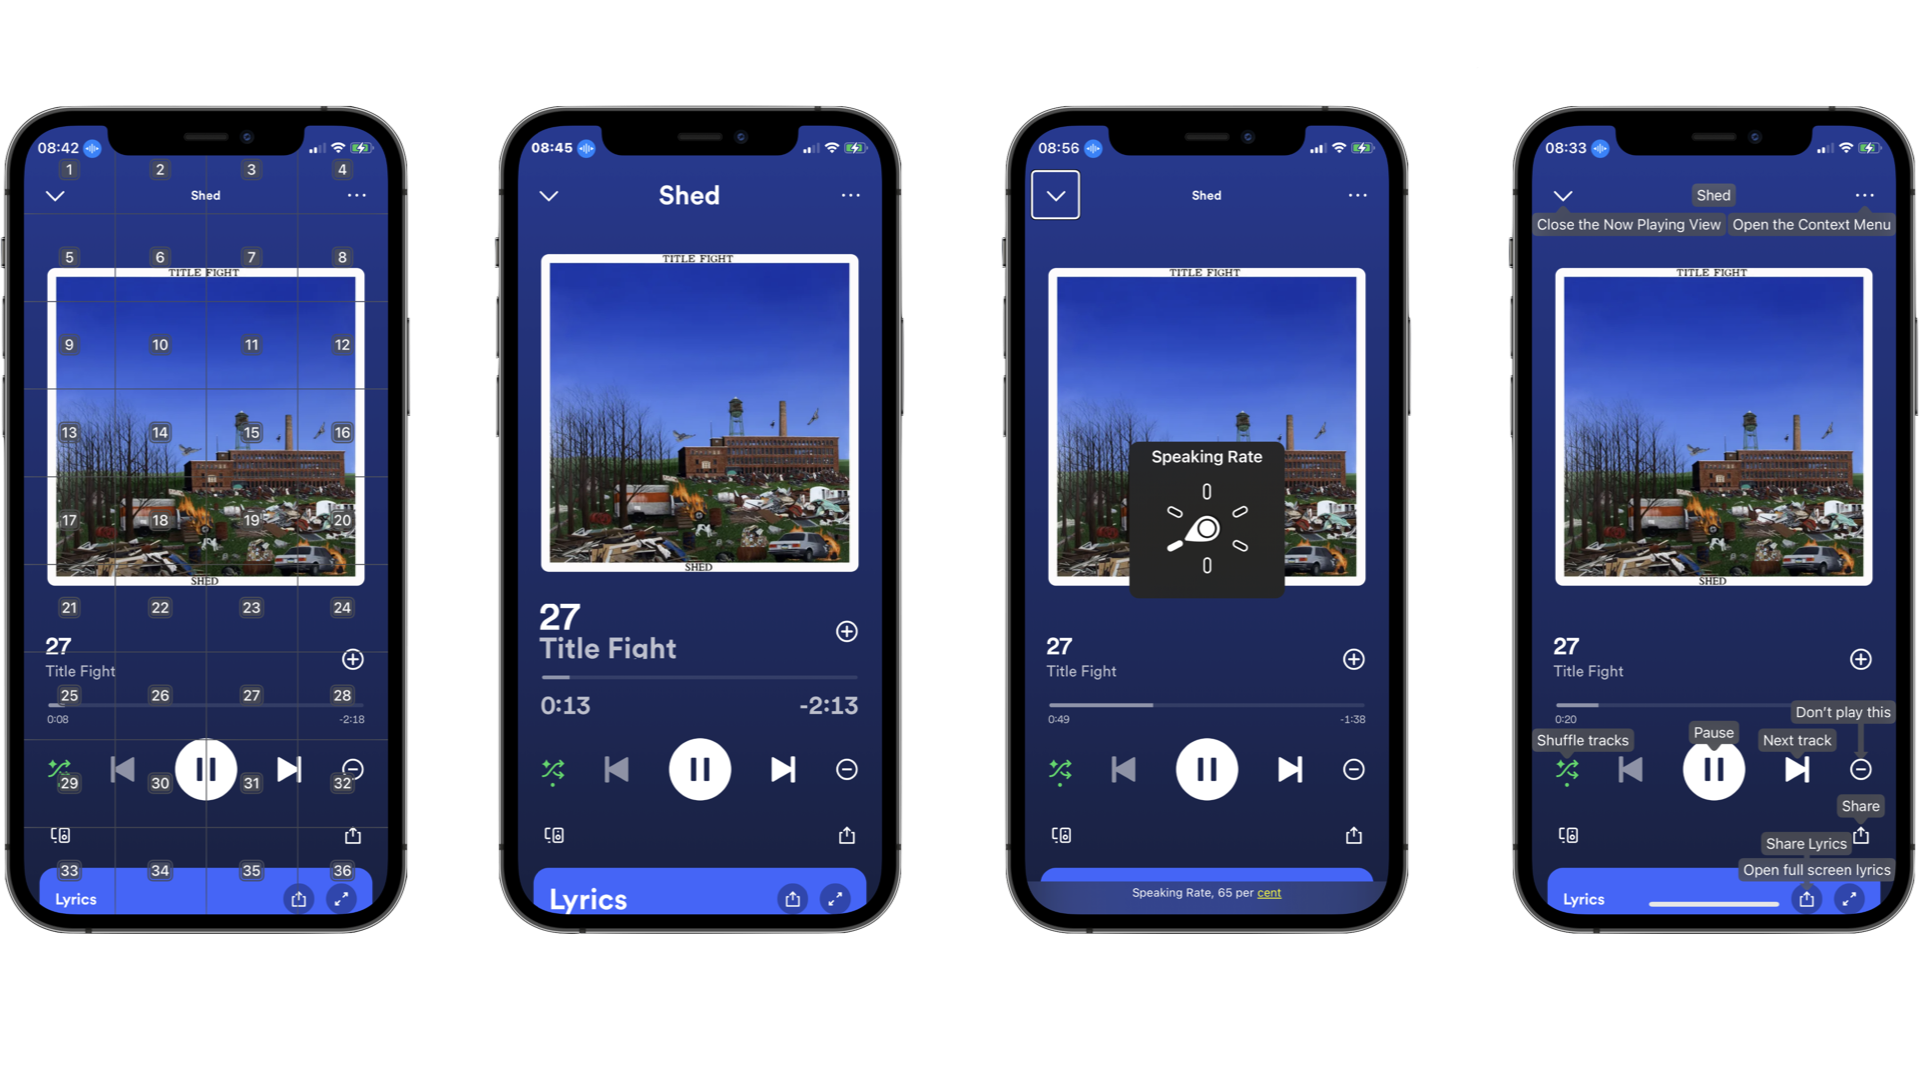 08:42
1 2 3 4
Shed
5 6 7 8
TITLE FIGHT
9 10 11 12
13 14 15 16
17 18 19 20
SHED
21 22 23 24
27
Title Fight
25 26 27 28
0:08 -2:18
29 30 31 32
33 34 35 36
Lyrics
08:45
Shed
TITLE FIGHT
SHED
27
Title Fight
0:13 -2:13
Lyrics
08:56
Shed
TITLE FIGHT
Speaking Rate
27
Title Fight
0:49 -1:38
Speaking Rate, 65 per cent
08:33
Shed
Close the Now Playing View Open the Context Menu
TITLE FIGHT
SHED
27
Title Fight
Don't play this
0:20
Shuffle tracks Pause Next track
Share
Share Lyrics
Open full screen lyrics
Lyrics